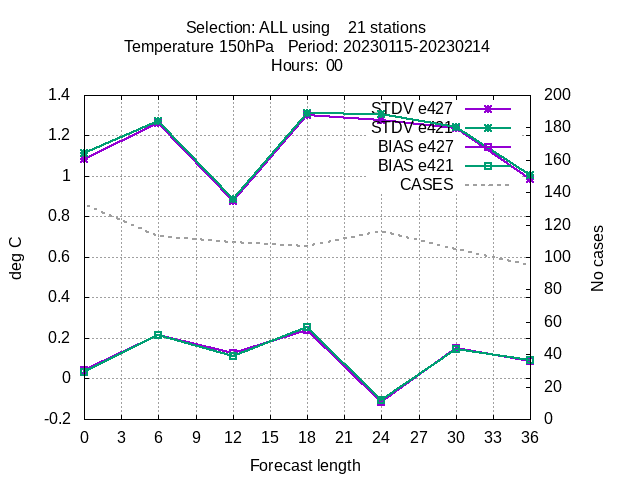 Selection: ALL using    21 stations
Temperature 150hPa   Period: 20230115-20230214
Hours:  00
1.4
1.2
1
0.8
0.6
0.4
0.2
0
-0.2
deg C
200
180
160
140
120
100
80
60
40
20
0
No cases
STDV e427
STDV e421
BIAS e427
BIAS e421
CASES
0 3 6 9 12 15 18 21 24 27 30 33 36
Forecast length